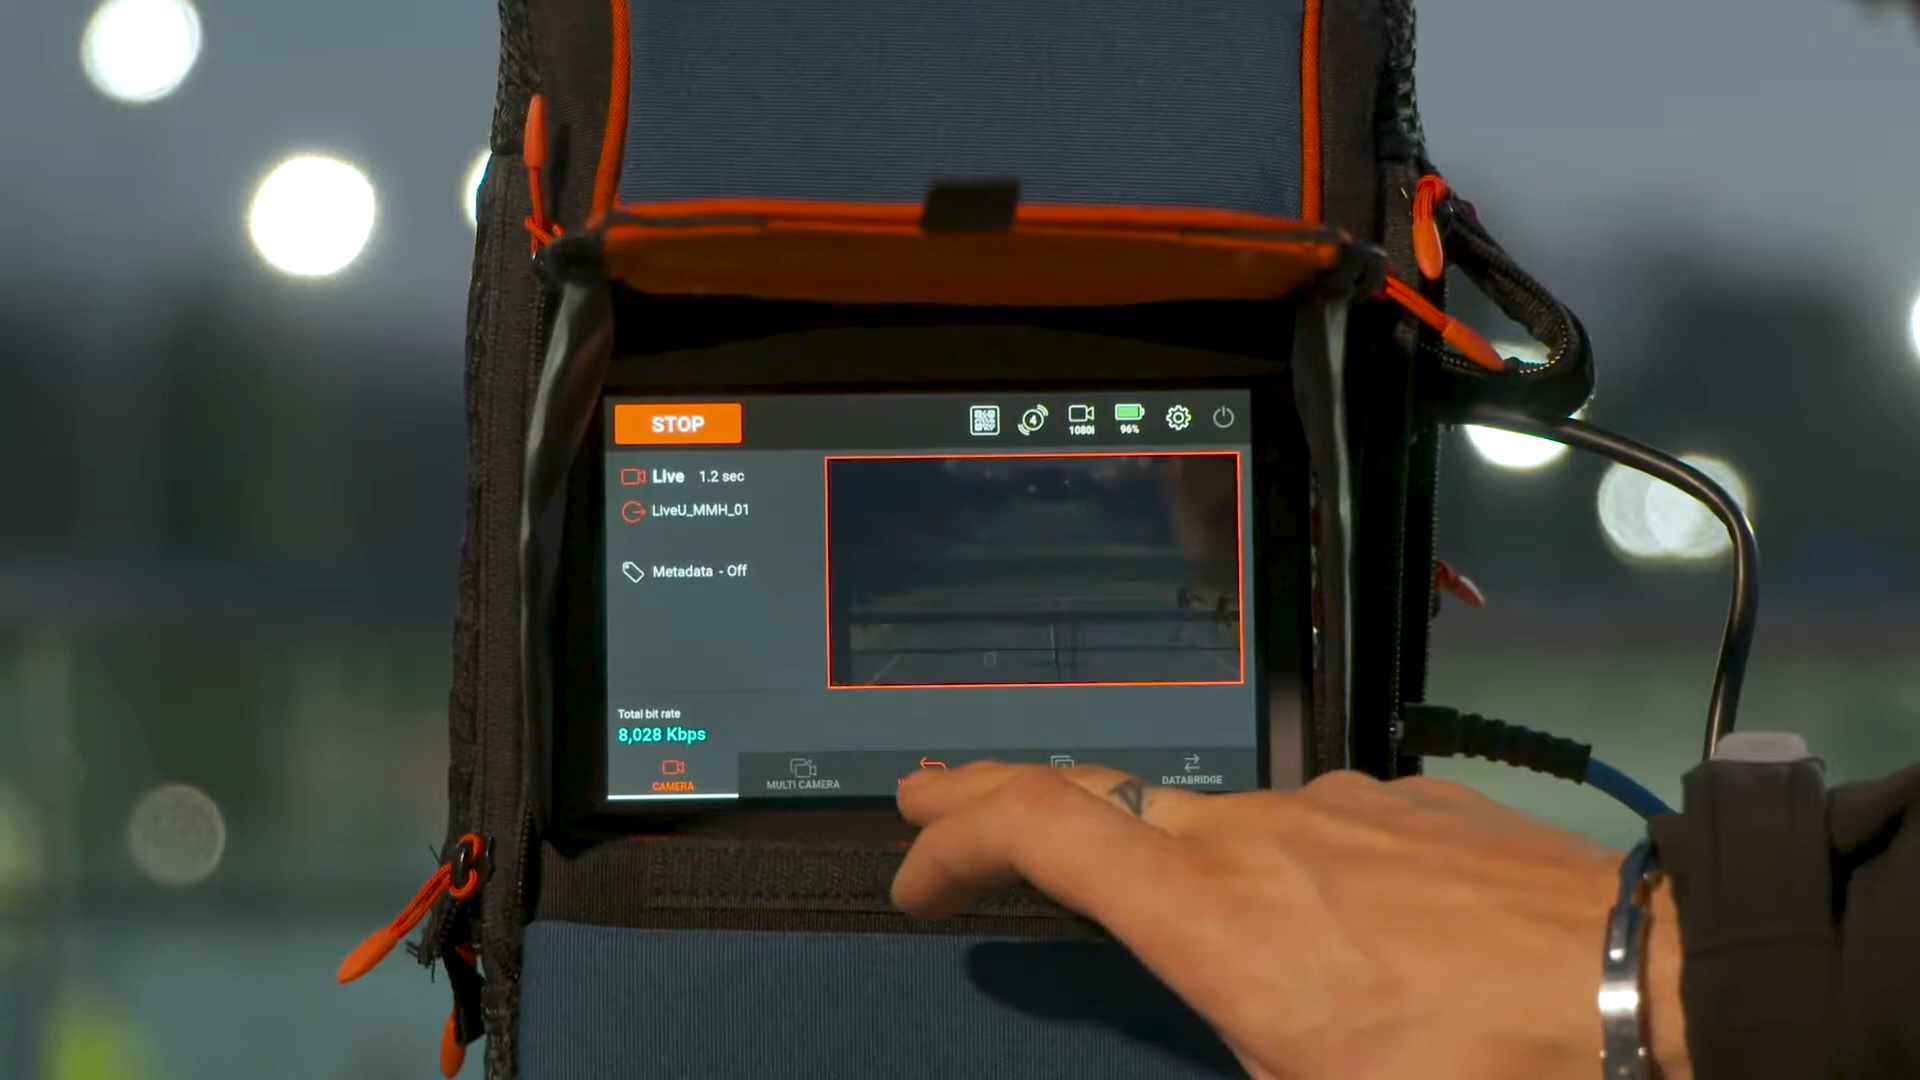 STOP
4
1080i
96%
Live 1.2 sec
LiveU_MMH_01
Metadata - Off
Total bit rate
8,028 Kbps
CAMERA
MULTI CAMERA
DATABRIDGE